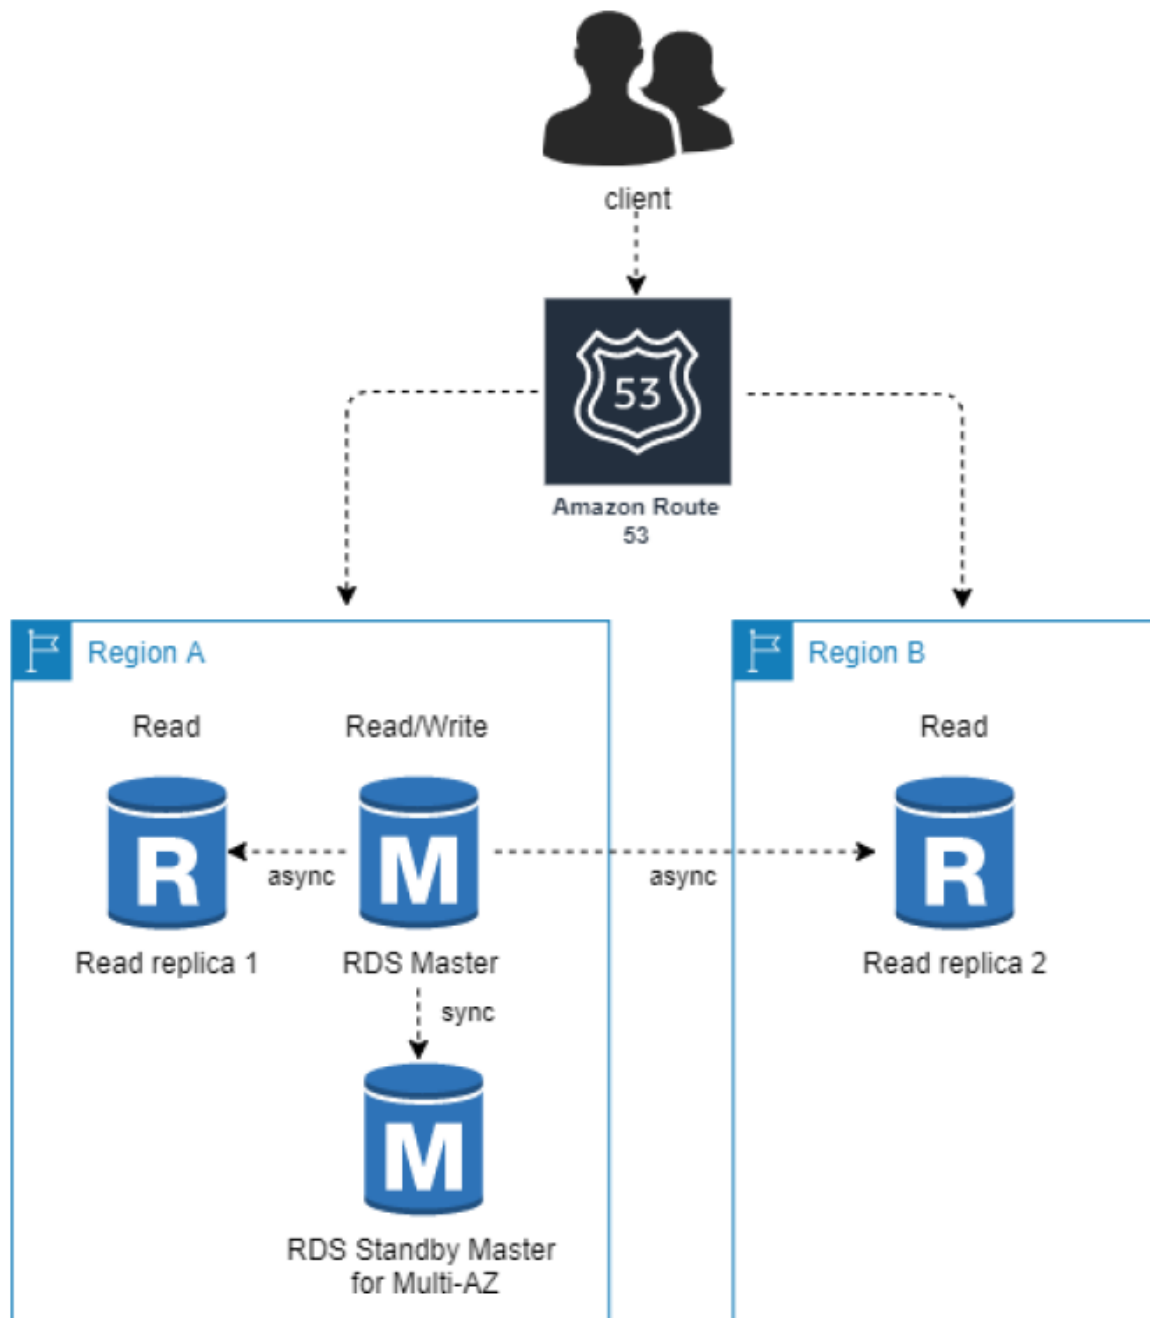 client
53
Amazon Route
53
Region A
Region B
Read
Read/Write
Read
R
M
R
async
async
Read replica 1
RDS Master
Read replica 2
sync
M
RDS Standby Master
for Multi-AZ